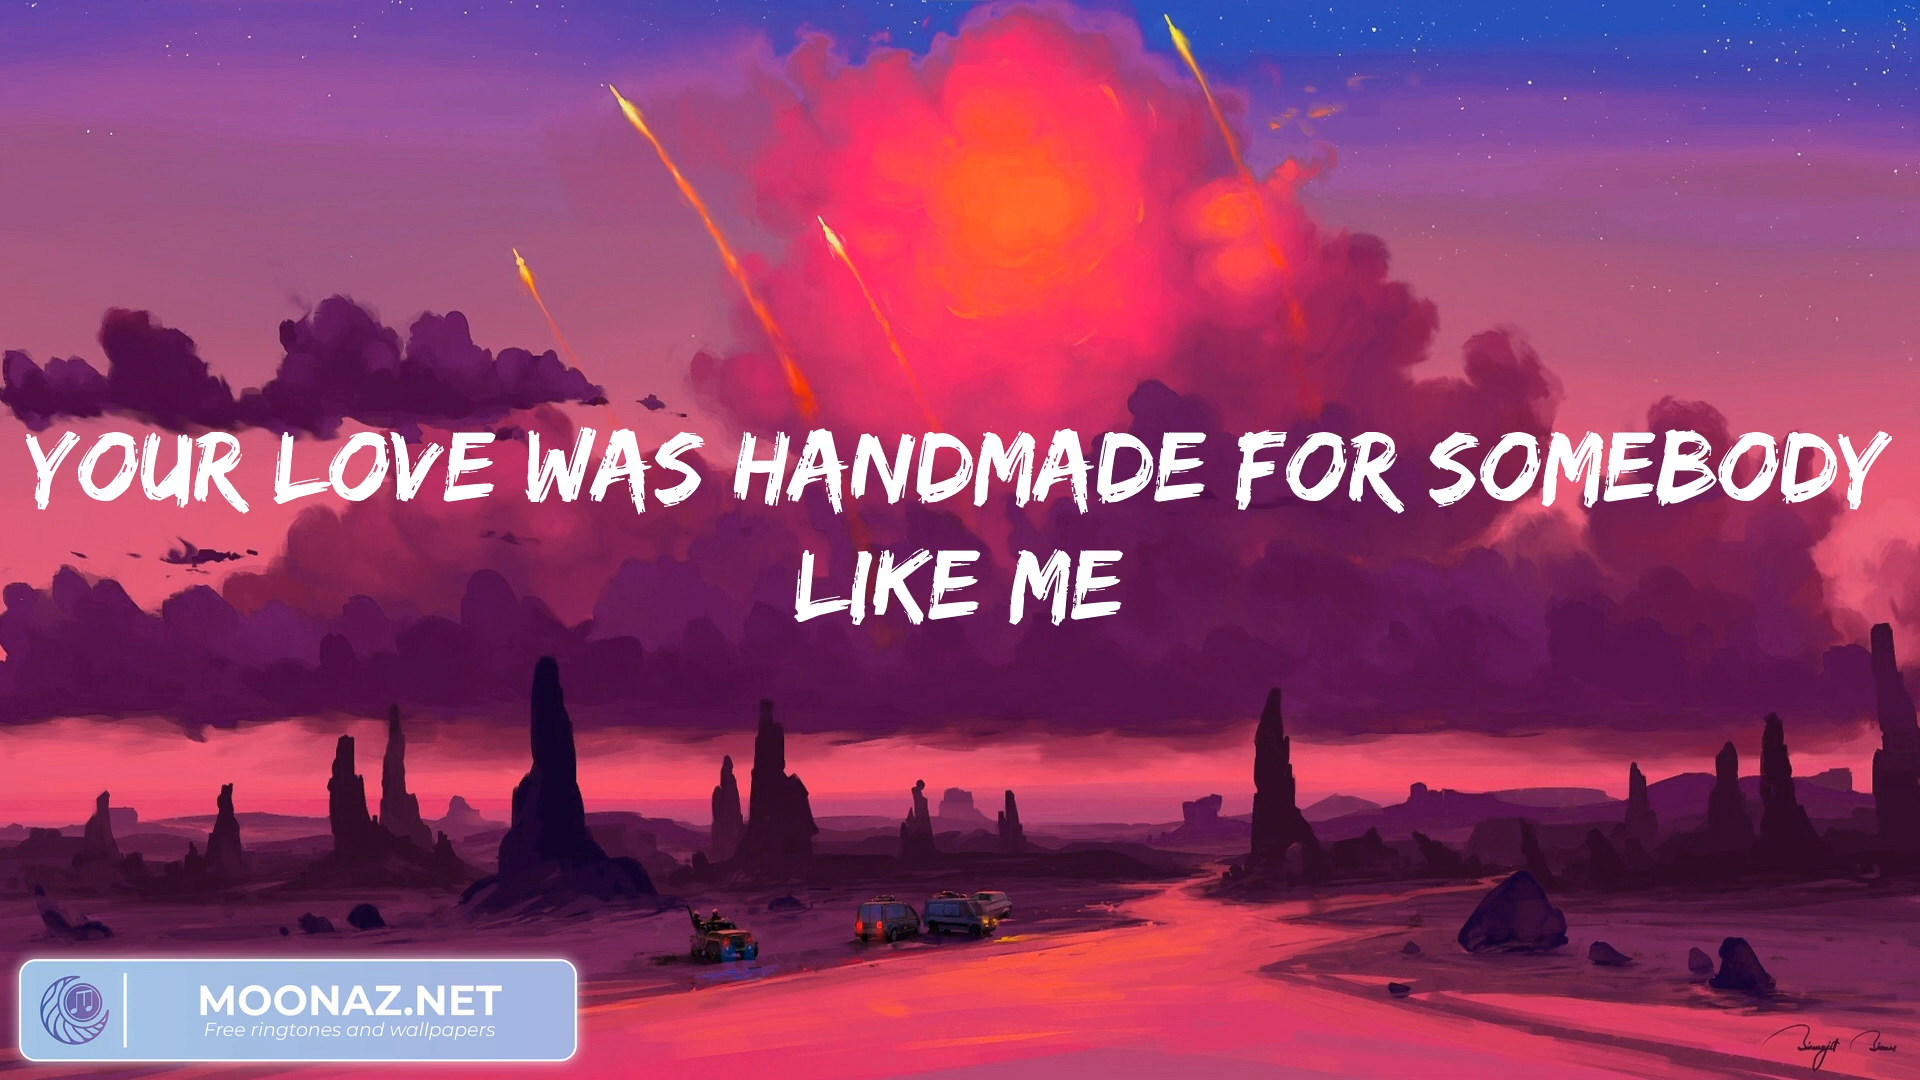 YOUR LOVE WAS HANDMADE FOR SOMEBODY
LIKE ME
MOONAZ.NET
Free ringtones and wallpapers